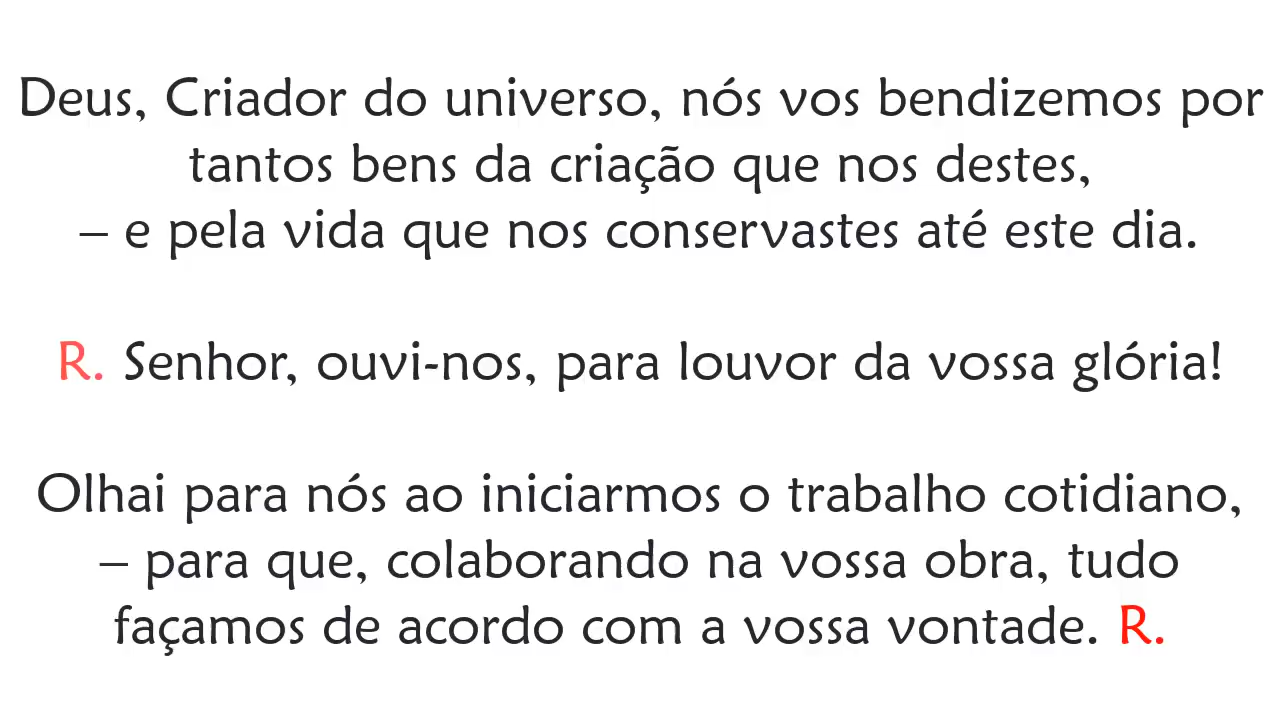 Deus, Criador do universo, nós vos bendizemos por
tantos bens da criação que nos destes,
– e pela vida que nos conservastes até este dia.
R. Senhor, ouvi-nos, para louvor da vossa glória!
Olhai para nós ao iniciarmos o trabalho cotidiano,
– para que, colaborando na vossa obra, tudo
façamos de acordo com a vossa vontade. R.